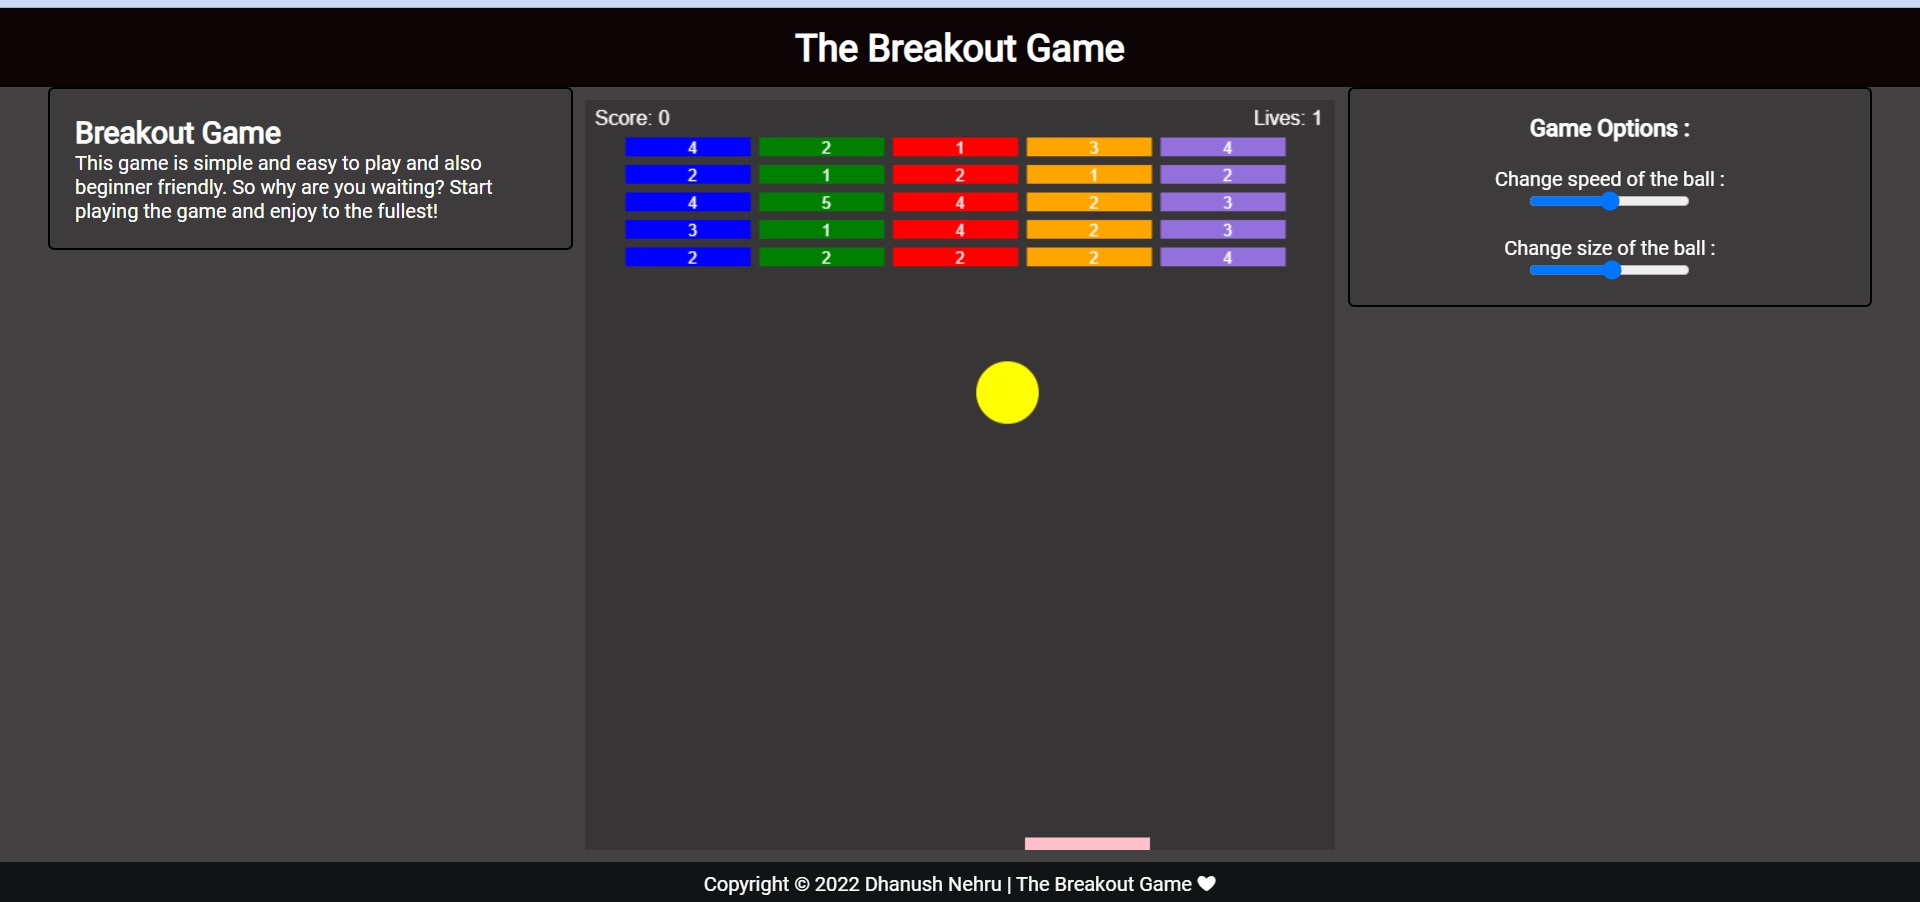 The Breakout Game
Breakout Game
This game is simple and easy to play and also
beginner friendly. So why are you waiting? Start
playing the game and enjoy to the fullest!
Score: 0 Lives: 1
4 2 1 3 4
2 1 2 1 2
4 5 4 2 3
3 1 4 2 3
2 2 2 2 4
Game Options :
Change speed of the ball :
Change size of the ball :
Copyright © 2022 Dhanush Nehru | The Breakout Game 🤍